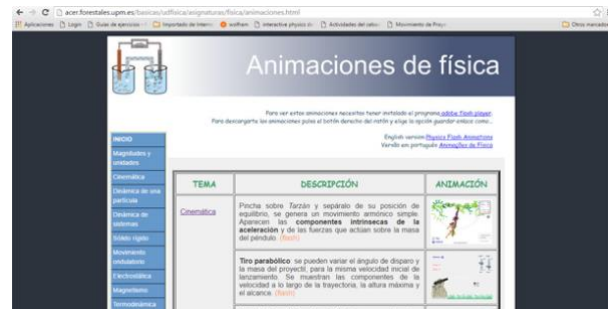 acer.forestales.upm.es/basicas/udfisica/asignaturas/fisica/animaciones.html
Aplicaciones Login Guias de ejercicios Importado de Interne wolfram interactive physics Actividades del Movimiento de Proy Otros marcadores
Animaciones de física
Para ver estas animaciones necesitas tener instalado el programa adobe flash player.
Para descargarte las animaciones pulsa el botón derecho del ratón y elige la opción guardar enlace como...
English version Physics Flash Animations
Versão em português Animações de Física
INICIO
Magnitudes y
unidades
Cinemática
Dinámica de una
partícula
Dinámica de
sistemas
Sólido rígido
Movimiento
ondulatorio
Electrostática
Magnetismo
Termodinámica
TEMA DESCRIPCIÓN ANIMACIÓN
Cinemática
Pincha sobre Tarzán y sepáralo de su posición de
equilibrio, se genera un movimiento armónico simple.
Aparecen las componentes intrínsecas de la
aceleración y de las fuerzas que actúan sobre la masa
del péndulo. (flash)
Tiro parabólico: se pueden variar el ángulo de disparo y
la masa del proyectil, para la misma velocidad inicial de
lanzamiento. Se muestran las componentes de la
velocidad a lo largo de la trayectoria, la altura máxima y
el alcance. (flash)